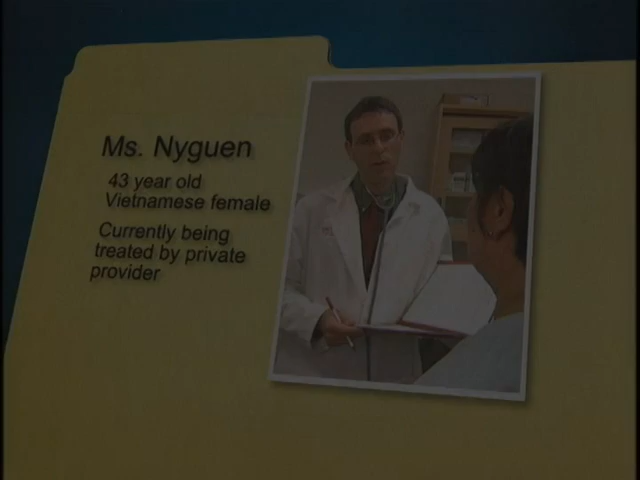 Ms. Nyguen
43 year old
Vietnamese female
Currently being
treated by private
provider